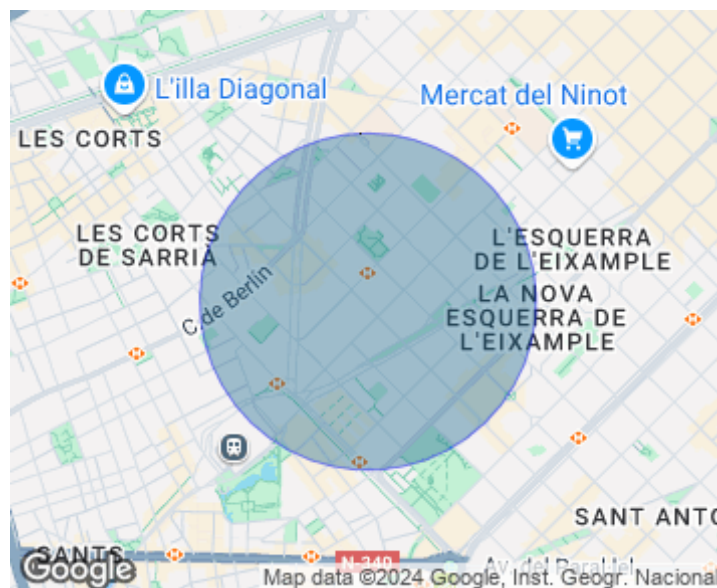 L'illa Diagonal
Mercat del Ninot
LES CORTS
LES CORTS
DE SARRIÀ
L'ESQUERRA
DE L'EIXAMPLE
C. de Berlín
LA NOVA
ESQUERRA DE
L'EIXAMPLE
SANT ANTO
SANTS
N-340
Av. del Paral·lel
Google
Map data ©2024 Google, Inst. Geogr. Nacional